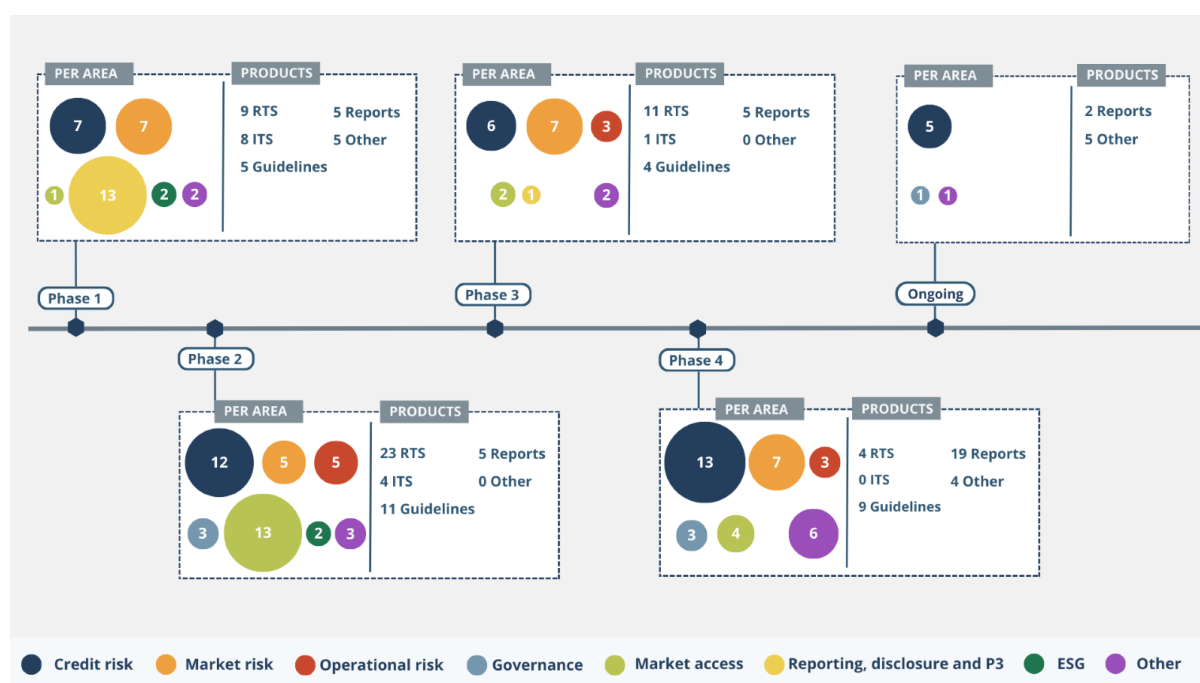 PER AREA
PRODUCTS
7
7
1
13
2
2
9 RTS
5 Reports
8 ITS
5 Other
5 Guidelines
Phase 1
PER AREA
PRODUCTS
12
5
5
3
13
2
3
23 RTS
5 Reports
4 ITS
0 Other
11 Guidelines
Phase 2
PER AREA
PRODUCTS
6
7
3
2
1
2
11 RTS
5 Reports
1 ITS
0 Other
4 Guidelines
Phase 3
PER AREA
PRODUCTS
13
7
3
3
4
6
4 RTS
19 Reports
0 ITS
4 Other
9 Guidelines
Phase 4
PER AREA
PRODUCTS
5
1
1
2 Reports
5 Other
Ongoing
Credit risk
Market risk
Operational risk
Governance
Market access
Reporting, disclosure and P3
ESG
Other